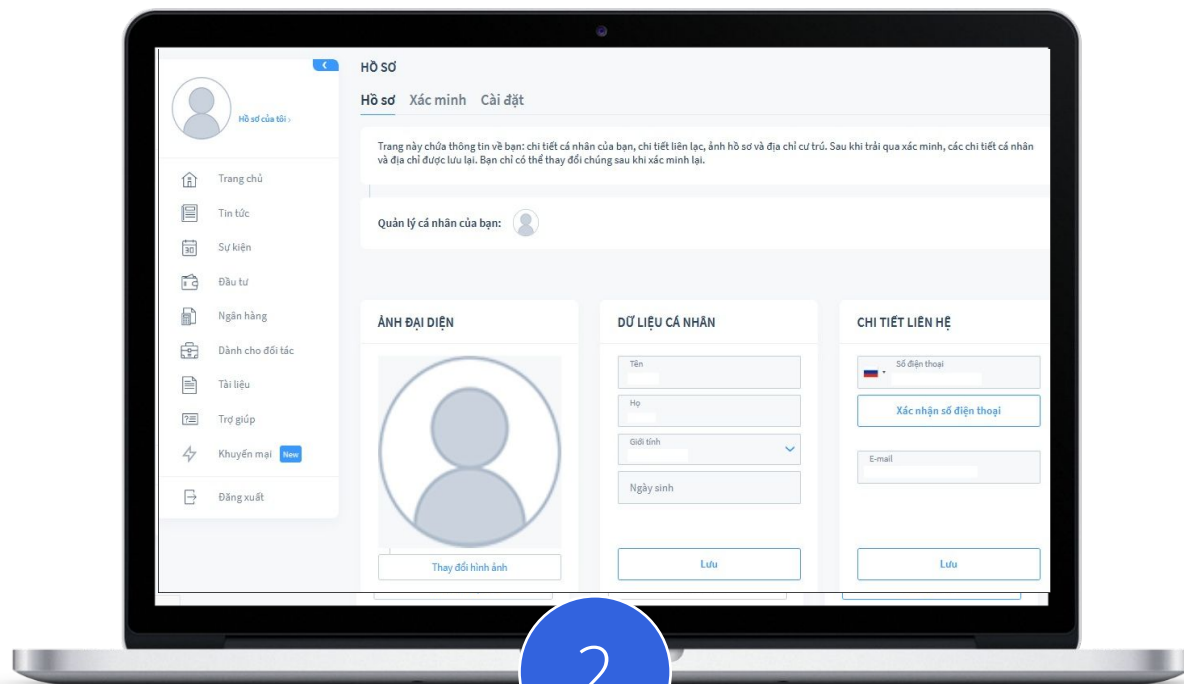 Hồ sơ của tôi ›
Trang chủ
Tin tức
30
Sự kiện
Đầu tư
Ngân hàng
Dành cho đối tác
Tài liệu
Trợ giúp
Khuyến mại New
Đăng xuất
HỒ SƠ
Hồ sơ Xác minh Cài đặt
Trang này chứa thông tin về bạn: chi tiết cá nhân của bạn, chi tiết liên lạc, ảnh hồ sơ và địa chỉ cư trú. Sau khi trải qua xác minh, các chi tiết cá nhân
và địa chỉ được lưu lại. Bạn chỉ có thể thay đổi chúng sau khi xác minh lại.
Quản lý cá nhân của bạn:
ẢNH ĐẠI DIỆN
Thay đổi hình ảnh
DỮ LIỆU CÁ NHÂN
Tên
Họ
Giới tính
Ngày sinh
Lưu
CHI TIẾT LIÊN HỆ
Số điện thoại
Xác nhận số điện thoại
E-mail
Lưu
2